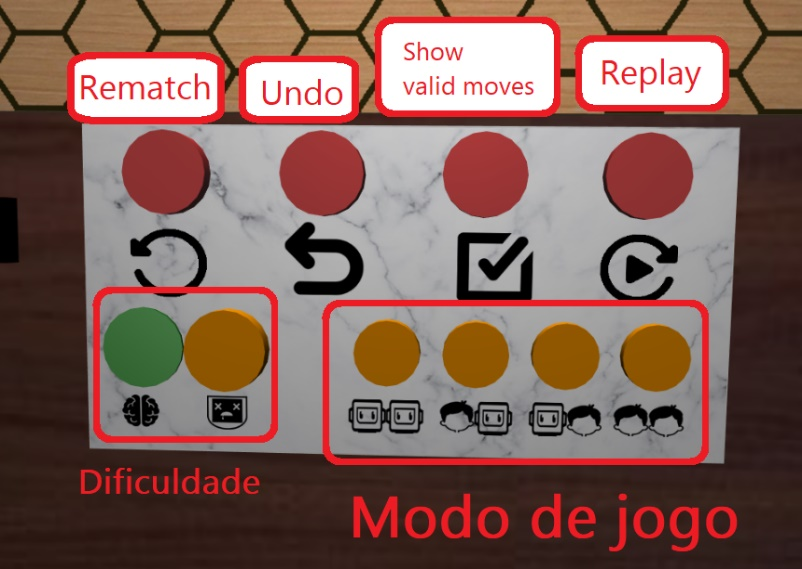 Rematch
Undo
Show
valid moves
Replay
Dificuldade
Modo de jogo